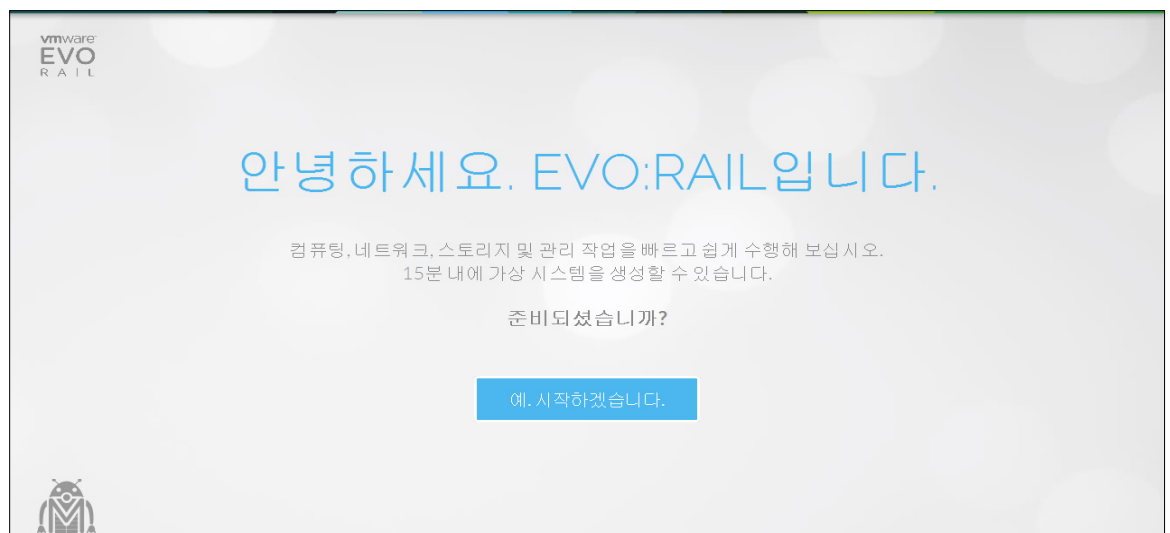 vmware
EVO
RAIL
안녕하세요. EVO:RAIL입니다.
컴퓨팅, 네트워크, 스토리지 및 관리 작업을 빠르고 쉽게 수행해 보십시오.
15분 내에 가상 시스템을 생성할 수 있습니다.
준비되셨습니까?
예. 시작하겠습니다.